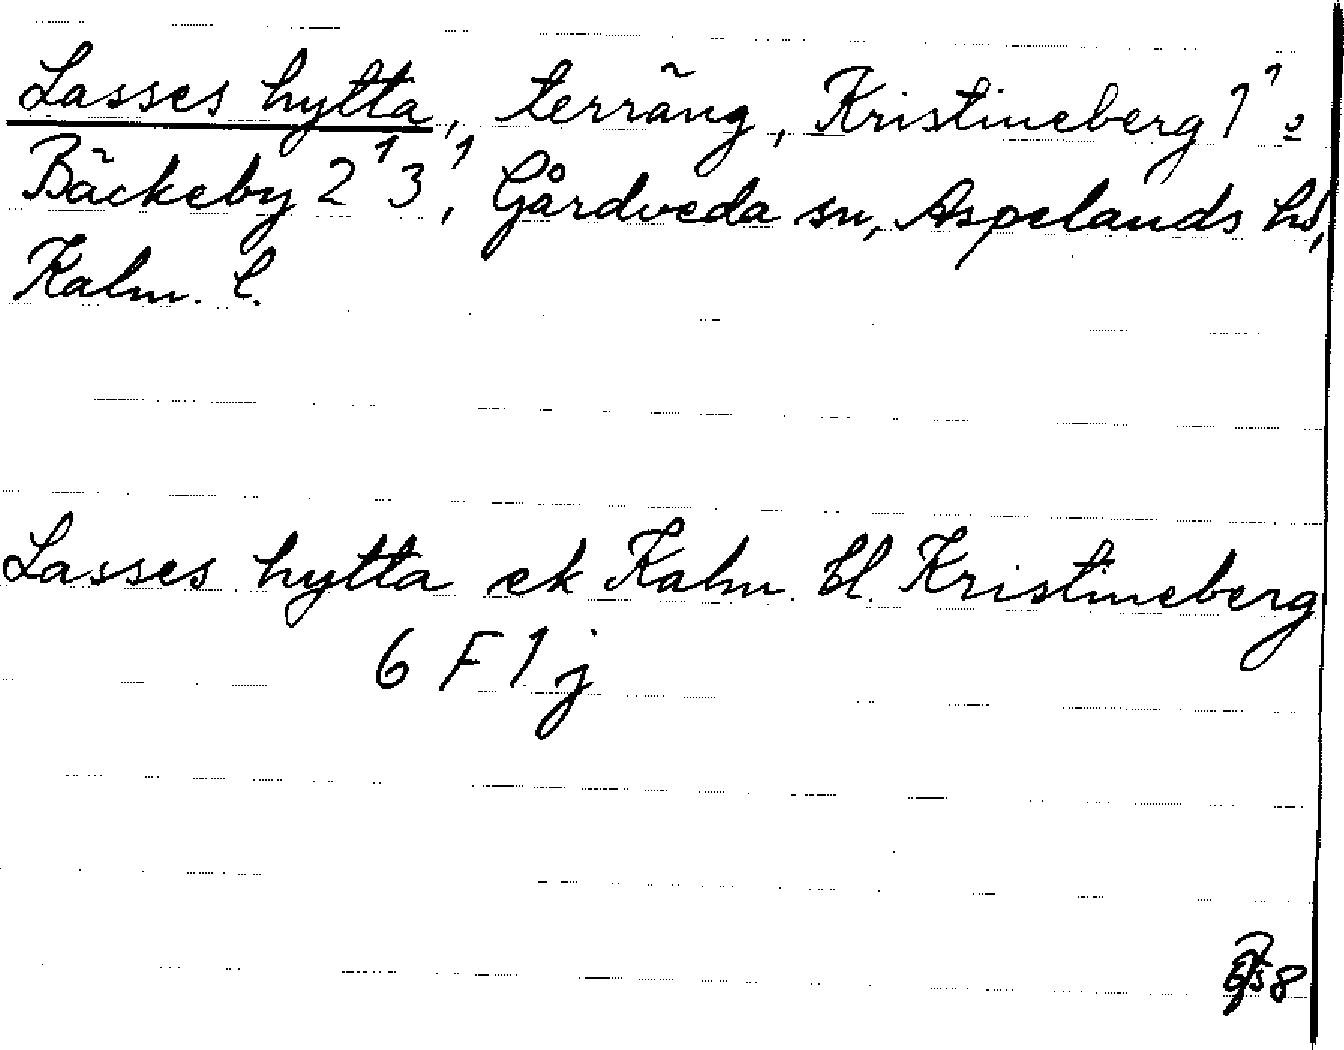 Lasses hytta, terräng, Kristineberg 1¹ o
Bäckeby 2¹ 3¹, Gårdveda sn, Aspelands hd,
Kalm. l.
Lasses hytta ek Kalm. bl. Kristineberg
6 F 1 j